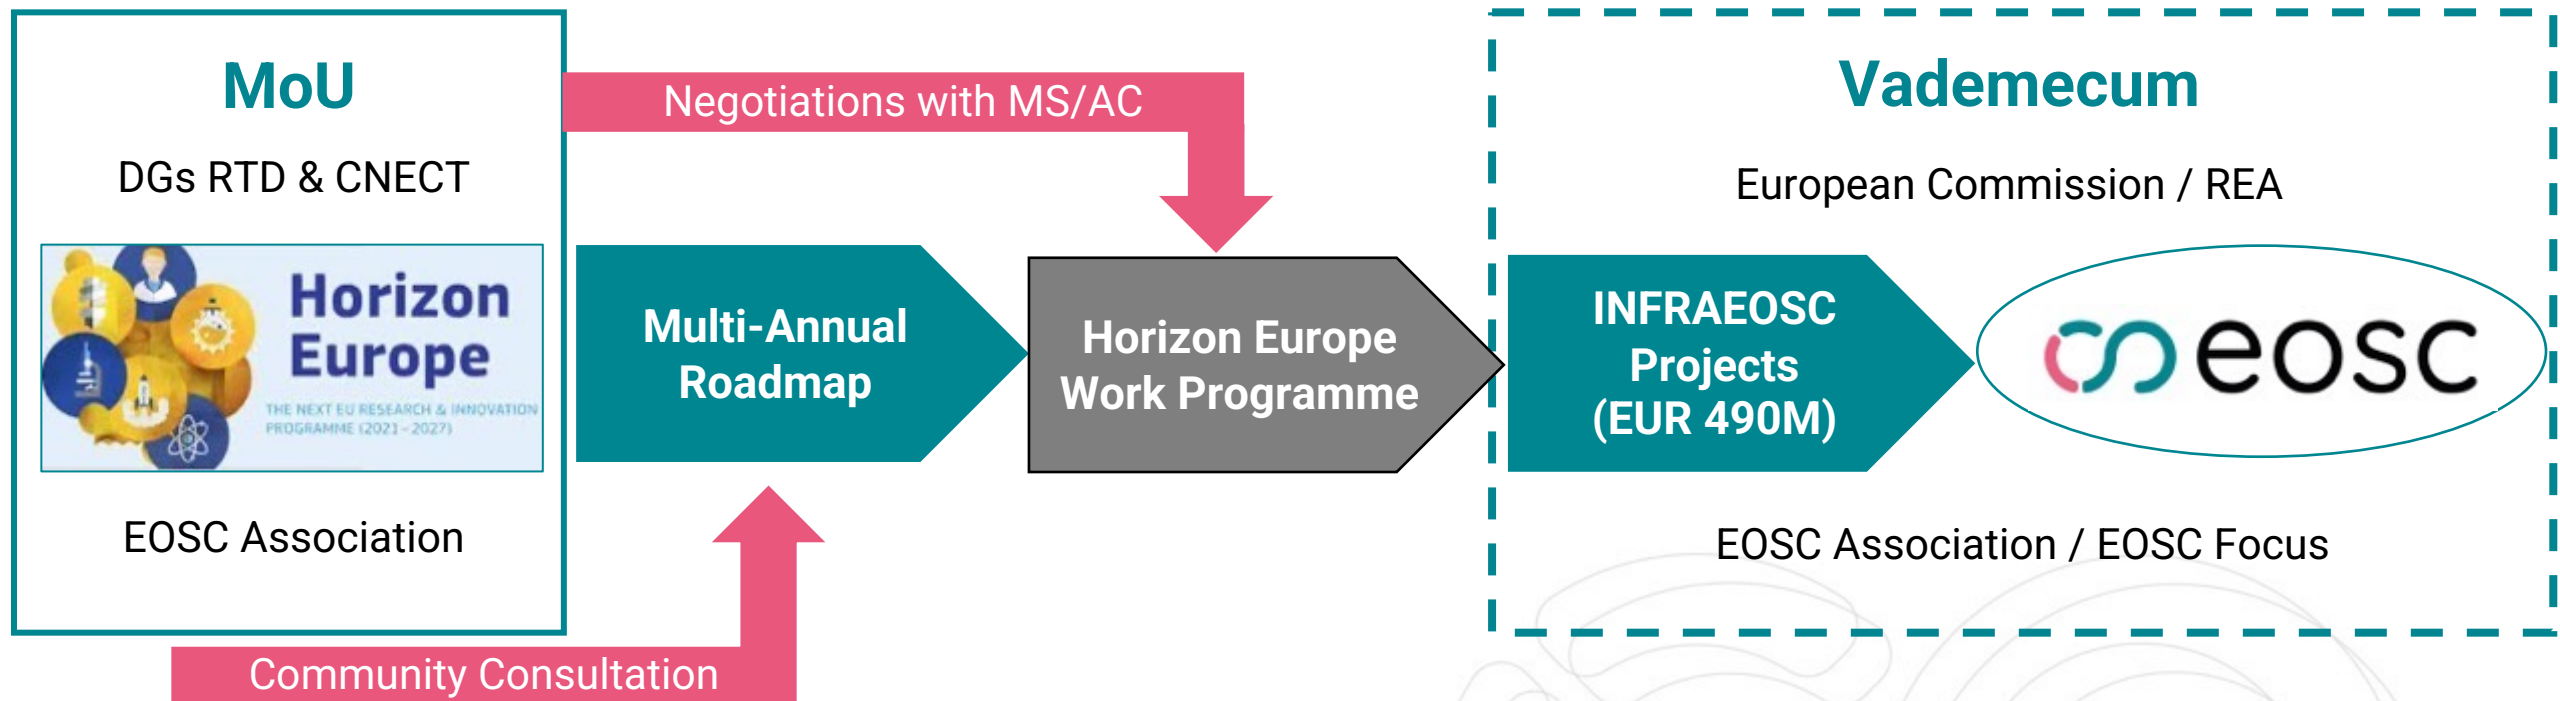 MoU
DGs RTD & CNECT
Horizon
Europe
THE NEXT EU RESEARCH & INNOVATION
PROGRAMME (2021 – 2027)
EOSC Association
Negotiations with MS/AC
Multi-Annual
Roadmap
Community Consultation
Horizon Europe
Work Programme
Vademecum
European Commission / REA
INFRAEOSC
Projects
(EUR 490M)
eosc
EOSC Association / EOSC Focus